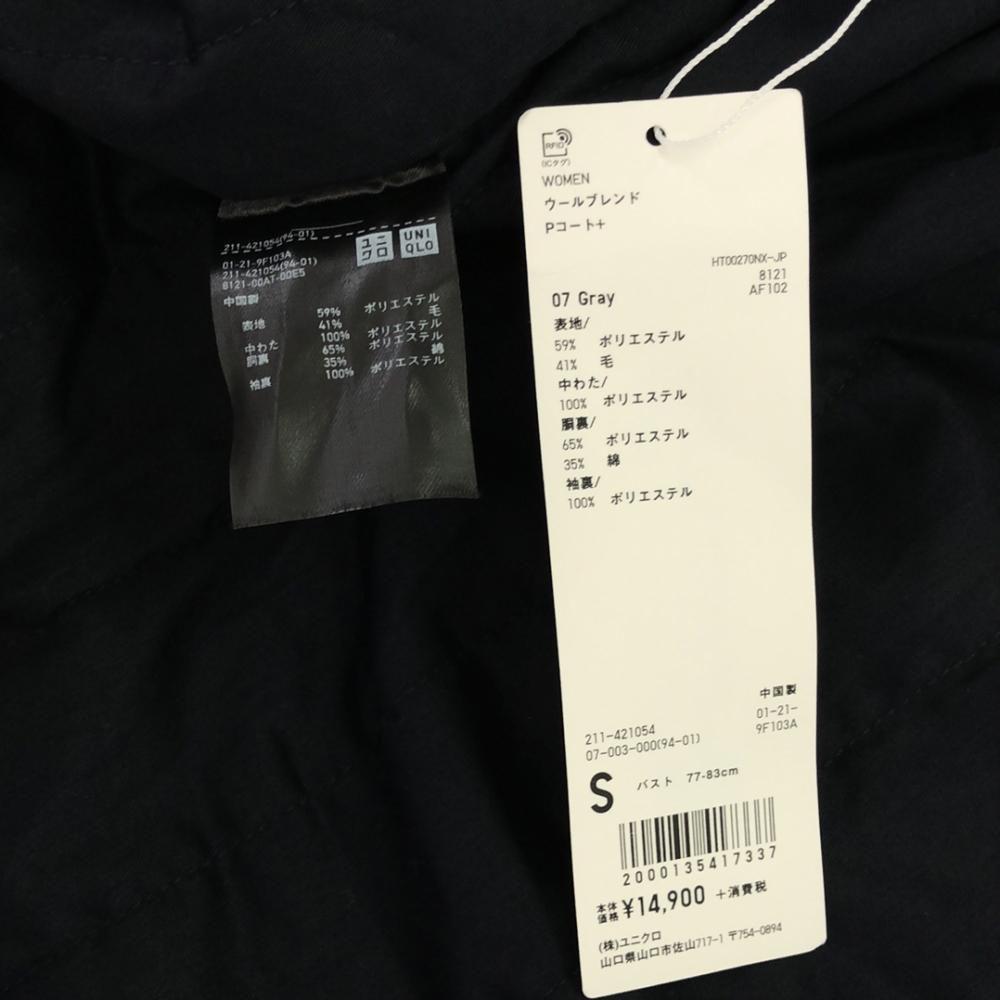 211-421054(94-01)
ユニクロ
UNIQLO
01-21-9F103A
211-421054(94-01)
8121-00AT-00E5
中国製
表地 59% ポリエステル
41% 毛
中わた 100% ポリエステル
胴裏 65% ポリエステル
35% 綿
袖裏 100% ポリエステル
RFID
(ICタグ)
WOMEN
ウールブレンド
Pコート+
HT00270NX-JP
8121
AF102
07 Gray
表地/
59% ポリエステル
41% 毛
中わた/
100% ポリエステル
胴裏/
65% ポリエステル
35% 綿
袖裏/
100% ポリエステル
中国製
01-21-
9F103A
211-421054
07-003-000(94-01)
S バスト 77-83cm
2000135417337
本体価格 ¥14,900 +消費税
(株)ユニクロ
山口県山口市佐山717-1 〒754-0894